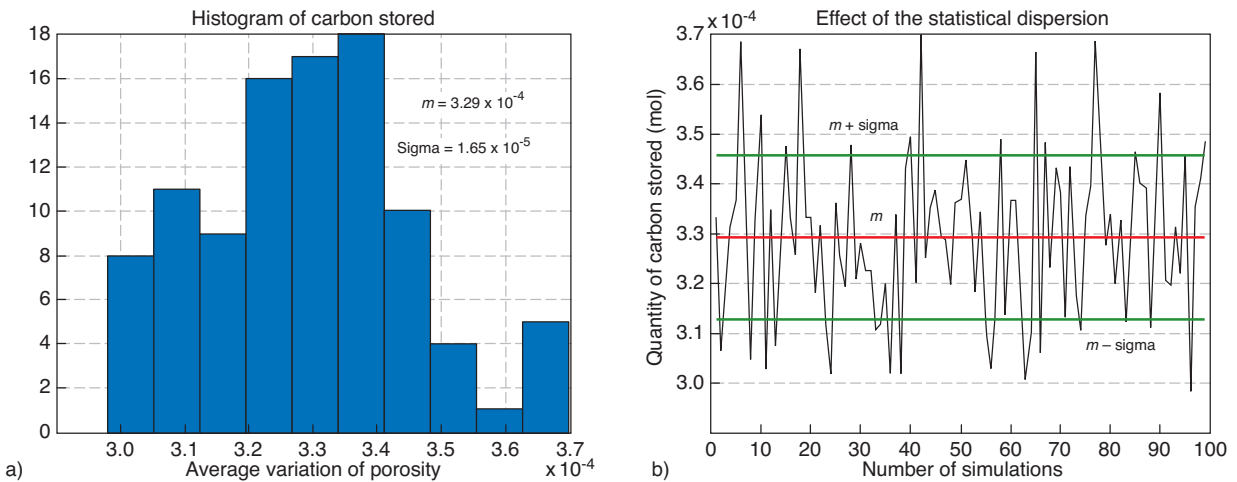 Histogram of carbon stored
18
16
14
12
10
8
6
4
2
0
m = 3.29 x 10-4
Sigma = 1.65 x 10-5
3.0 3.1 3.2 3.3 3.4 3.5 3.6 3.7
x 10-4
Average variation of porosity
a)
Effect of the statistical dispersion
x 10-4
3.7
3.5
3.4
3.3
3.2
3.1
3.0
Quantity of carbon stored (mol)
m + sigma
m
m – sigma
0 10 20 30 40 50 60 70 80 90 100
Number of simulations
b)